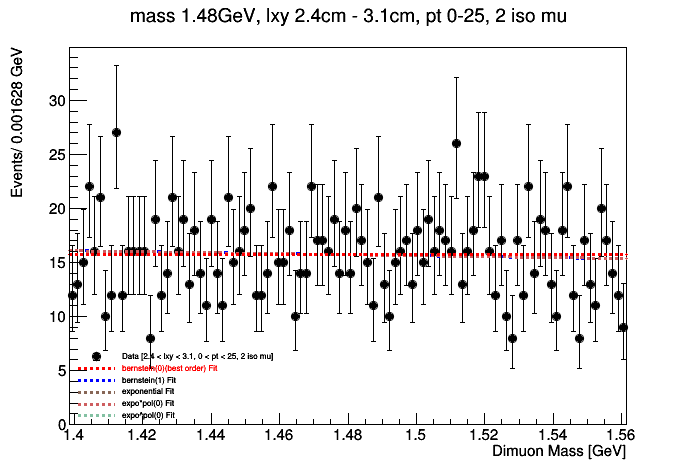 mass 1.48GeV, lxy 2.4cm - 3.1cm, pt 0-25, 2 iso mu
Events/ 0.001628 GeV
30
25
20
15
10
5
0
Data [2.4 < lxy < 3.1, 0 < pt < 25, 2 iso mu]
bernstein(0)(best order) Fit
bernstein(1) Fit
exponential Fit
expo*pol(0) Fit
expo*pol(0) Fit
1.4 1.42 1.44 1.46 1.48 1.5 1.52 1.54 1.56
Dimuon Mass [GeV]